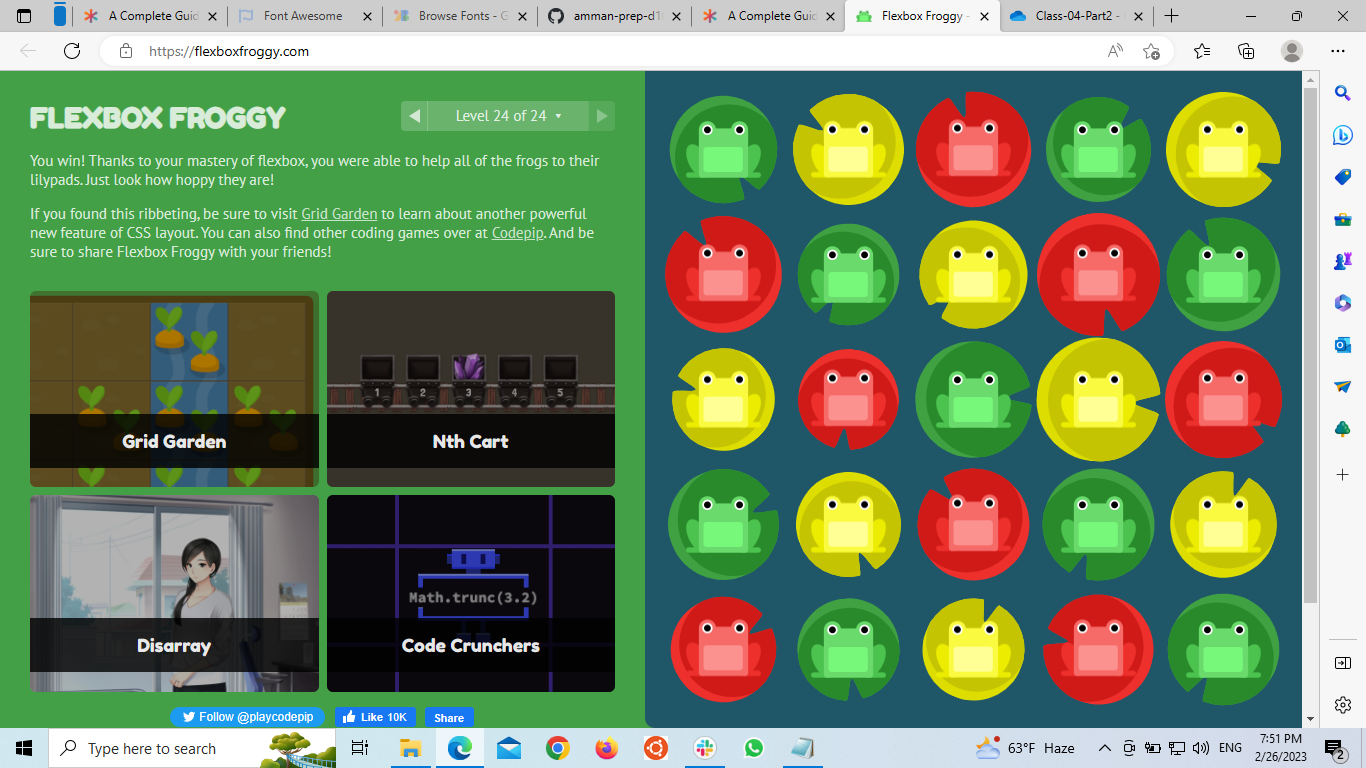 A Complete Guid
Font Awesome
Browse Fonts - G
amman-prep-d1
A Complete Guid
Flexbox Froggy -
Class-04-Part2 -
https://flexboxfroggy.com
FLEXBOX FROGGY
Level 24 of 24
You win! Thanks to your mastery of flexbox, you were able to help all of the frogs to their
lilypads. Just look how hoppy they are!
If you found this ribbeting, be sure to visit Grid Garden to learn about another powerful
new feature of CSS layout. You can also find other coding games over at Codepip. And be
sure to share Flexbox Froggy with your friends!
1 2 3 4 5
Grid Garden
Nth Cart
Math.trunc(3.2)
Disarray
Code Crunchers
Follow @playcodepip
Like 10K
Share
Type here to search
63°F Haze
ENG
7:51 PM
2/26/2023
2